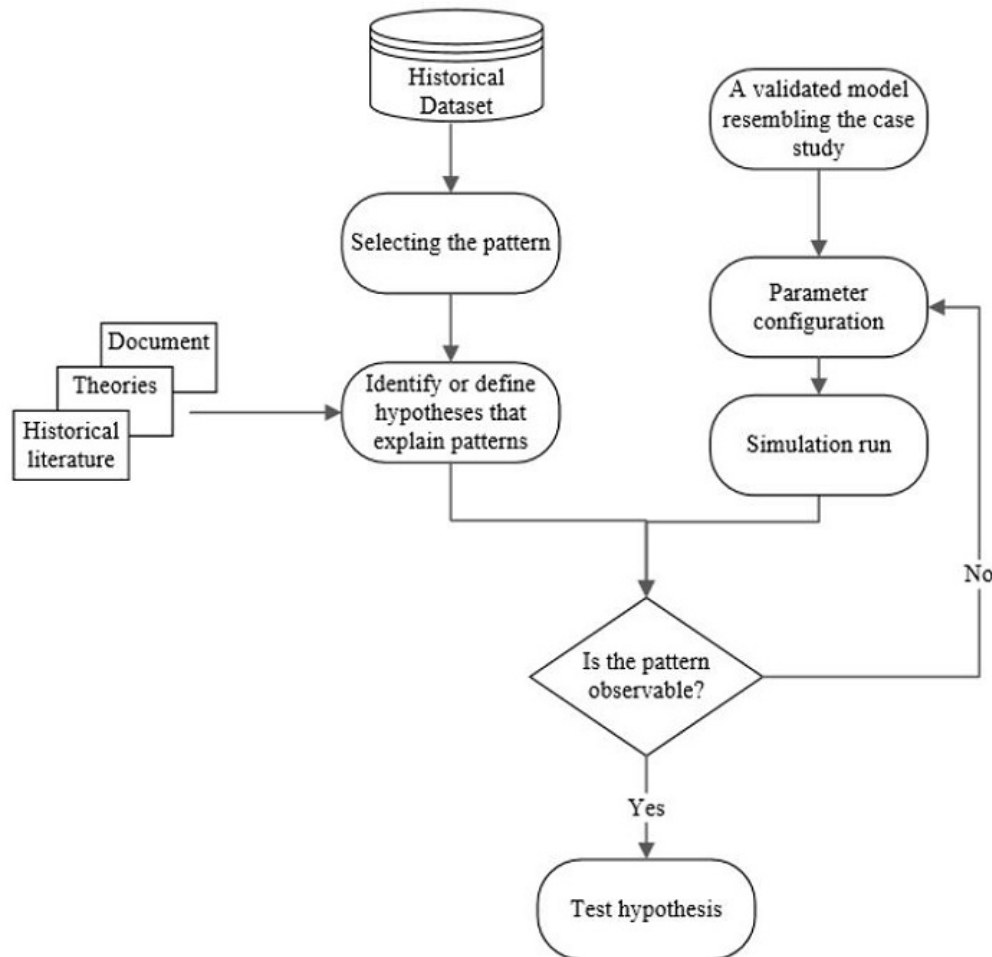 Historical
Dataset
A validated model
resembling the case
study
Selecting the pattern
Parameter
configuration
Document
Theories
Historical
literature
Identify or define
hypotheses that
explain patterns
Simulation run
No
Is the pattern
observable?
Yes
Test hypothesis